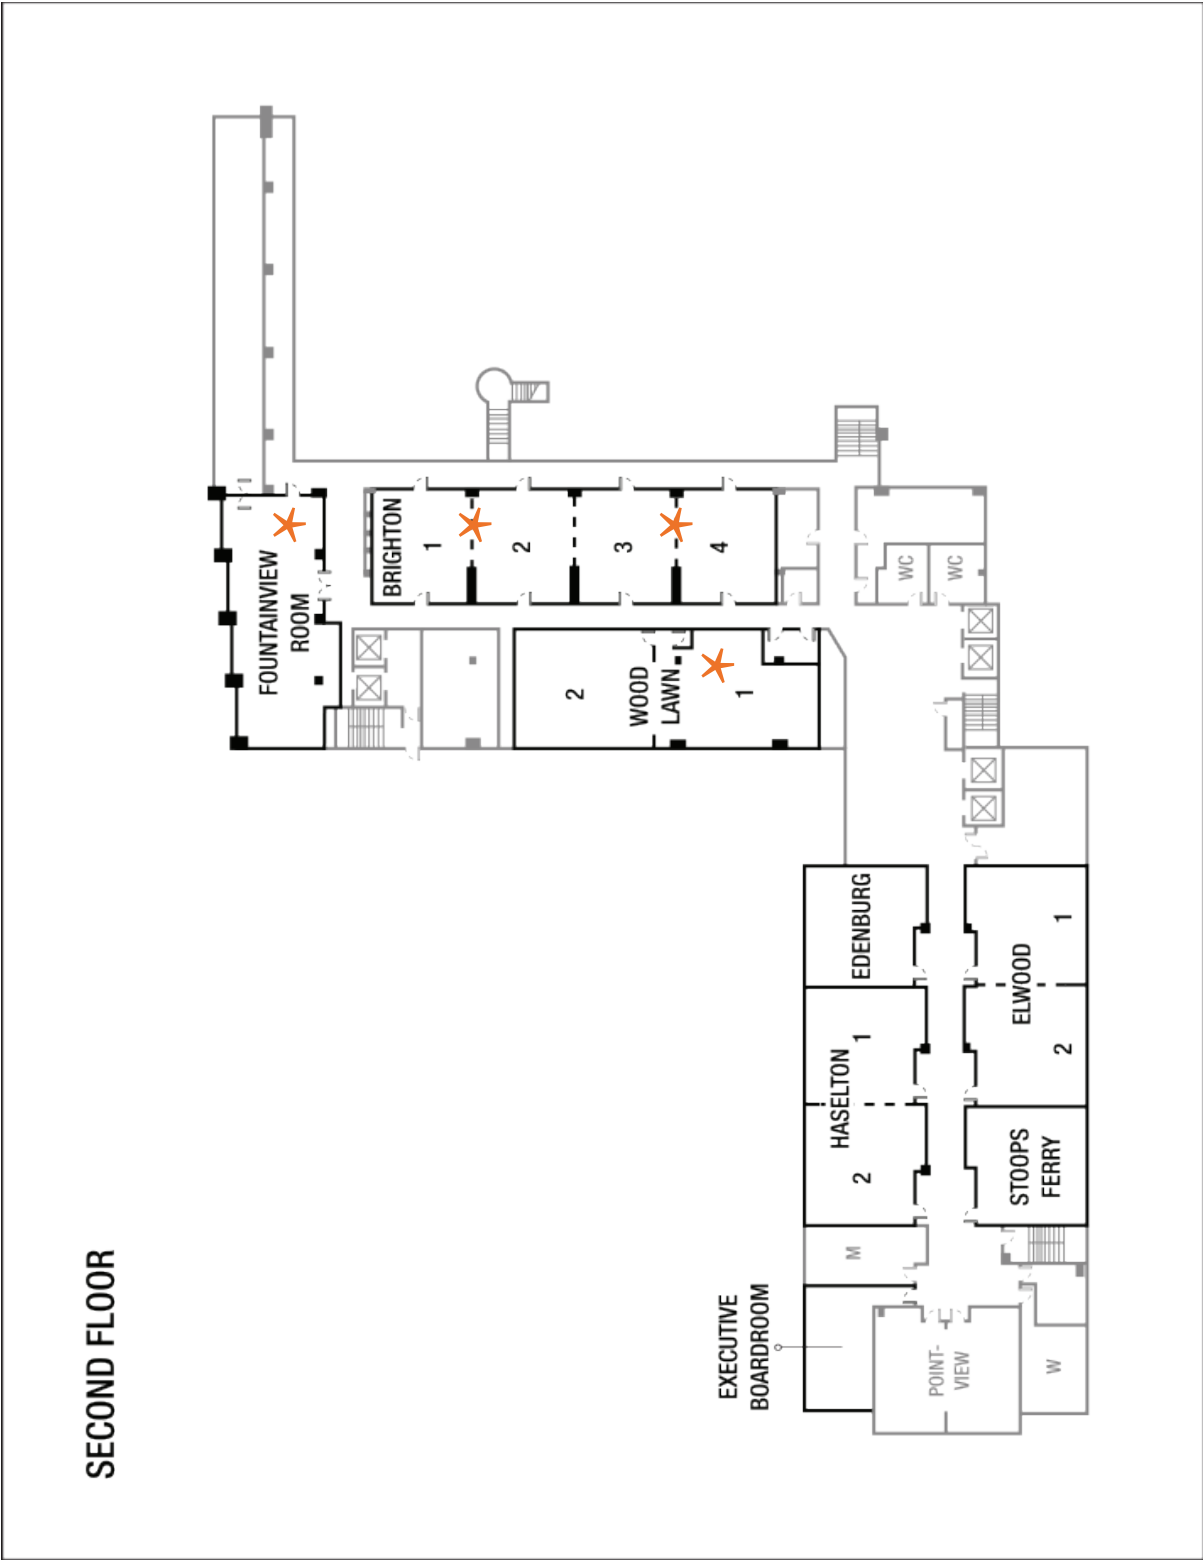 SECOND FLOOR
FOUNTAINVIEW
ROOM
BRIGHTON
1
2
3
4
WC
WC
2
WOOD
LAWN
1
EDENBURG
1
ELWOOD
2
HASELTON
1
2
STOOPS
FERRY
M
EXECUTIVE
BOARDROOM
POINT-
VIEW
W